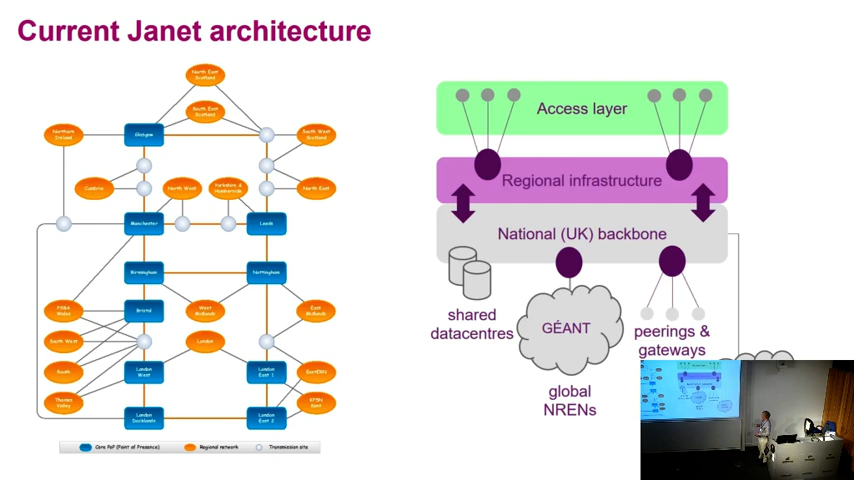 Current Janet architecture
North East
Scotland
South East
Scotland
Northern
Ireland
Glasgow
South West
Scotland
Cumbria
North West
Yorkshire &
Humberside
North East
Manchester
Leeds
Birmingham
Nottingham
Wales
Bristol
West
Midlands
East
Midlands
South West
London
South
London
West
London
East 1
EastERN
Thames
Valley
London
Docklands
London
East 2
Kent
Core PoP (Point of Presence)
Regional network
Transmission site
Access layer
Regional infrastructure
National (UK) backbone
shared
datacentres
GÉANT
peerings &
gateways
global
NRENs